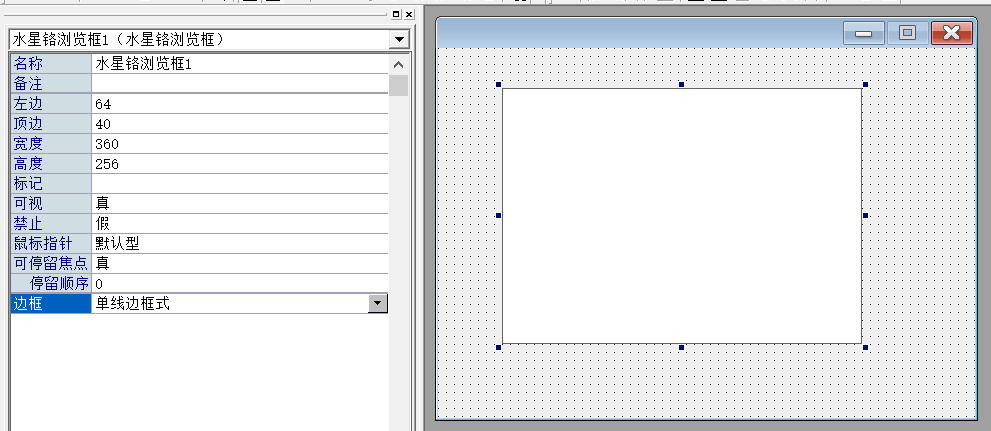 水星铬浏览框1（水星铬浏览框）
名称 水星铬浏览框1
备注
左边 64
顶边 40
宽度 360
高度 256
标记
可视 真
禁止 假
鼠标指针 默认型
可停留焦点 真
停留顺序 0
边框 单线边框式